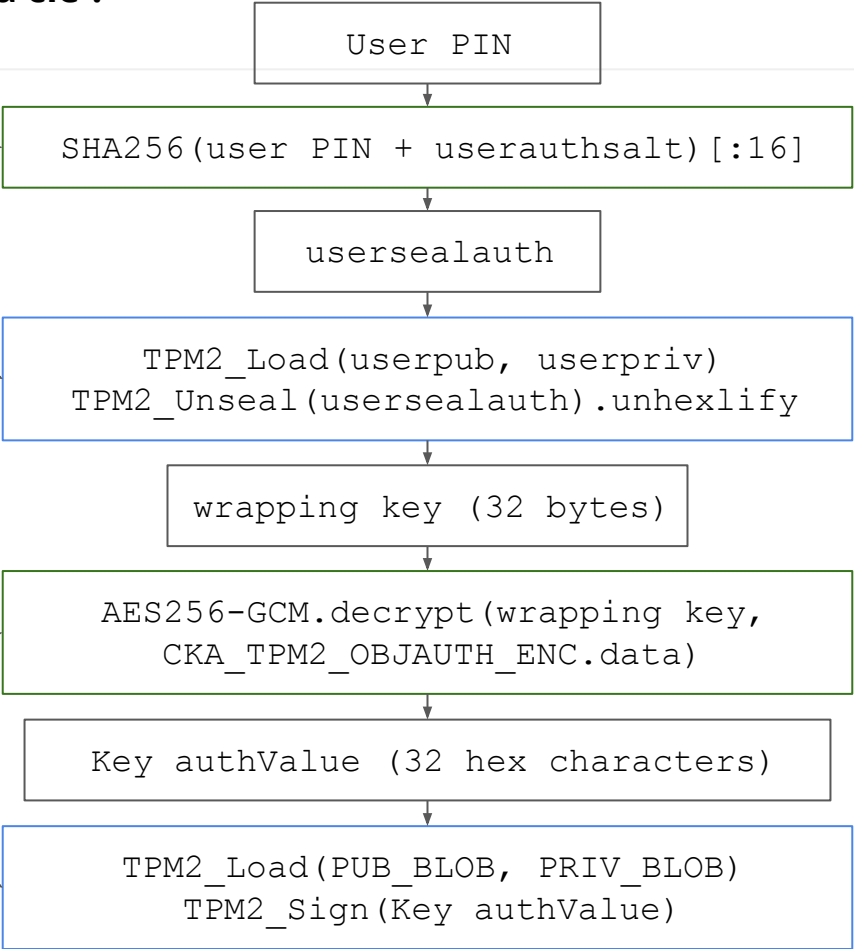 User PIN
SHA256(user PIN + userauthsalt)[:16]
usersealauth
TPM2_Load(userpub, userpriv)
TPM2_Unseal(usersealauth).unhexlify
wrapping key (32 bytes)
AES256-GCM.decrypt(wrapping key,
CKA_TPM2_OBJAUTH_ENC.data)
Key authValue (32 hex characters)
TPM2_Load(PUB_BLOB, PRIV_BLOB)
TPM2_Sign(Key authValue)